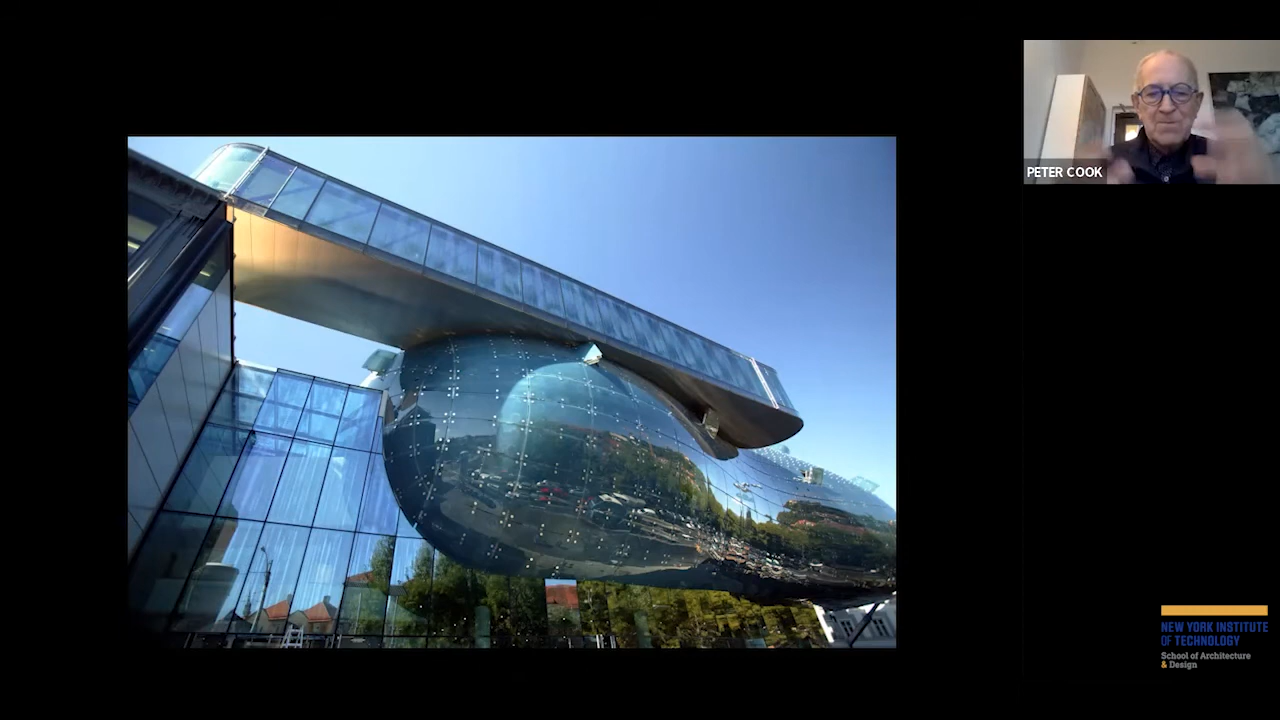 PETER COOK
NEW YORK INSTITUTE
OF TECHNOLOGY
School of Architecture
& Design